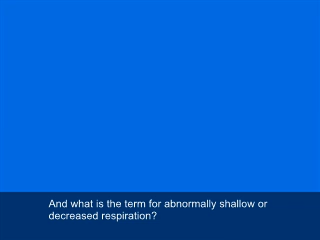 And what is the term for abnormally shallow or
decreased respiration?